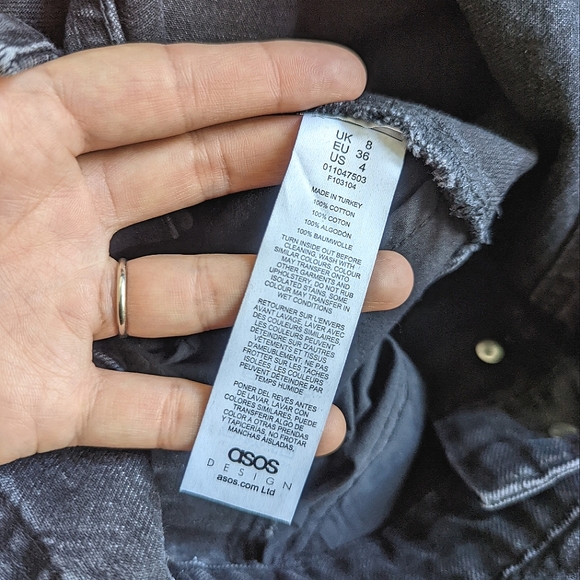 UK 8
EU 36
US 4
011047503
F103104
MADE IN TURKEY
100% COTTON
100% COTON
100% ALGODÓN
100% BAUMWOLLE
TURN INSIDE OUT BEFORE
CLEANING, WASH WITH
SIMILAR COLOURS, COLOUR
MAY TRANSFER ONTO
OTHER GARMENTS AND
UPHOLSTERY, DO NOT RUB
ISOLATED STAINS, SOME
COLOUR MAY TRANSFER IN
WET CONDITIONS
RETOURNER SUR L'ENVERS
AVANT LAVAGE. LAVER AVEC
DES COULEURS SIMILAIRES,
LES COULEURS PEUVENT
DÉTEINDRE SUR D'AUTRES
VÊTEMENTS ET TISSUS
D'AMEUBLEMENT. NE PAS
FROTTER SUR LES TÂCHES
ISOLÉES. LES COULEURS
PEUVENT DÉTEINDRE PAR
TEMPS HUMIDE
PONER DEL REVÉS ANTES
DE LAVAR, LAVAR CON
COLORES SIMILARES, PUEDE
TRANSFERIR ALGO DE
COLOR A OTRAS PRENDAS
Y TAPICERÍAS, NO FROTAR
MANCHAS AISLADAS,
asos
DESIGN
asos.com Ltd